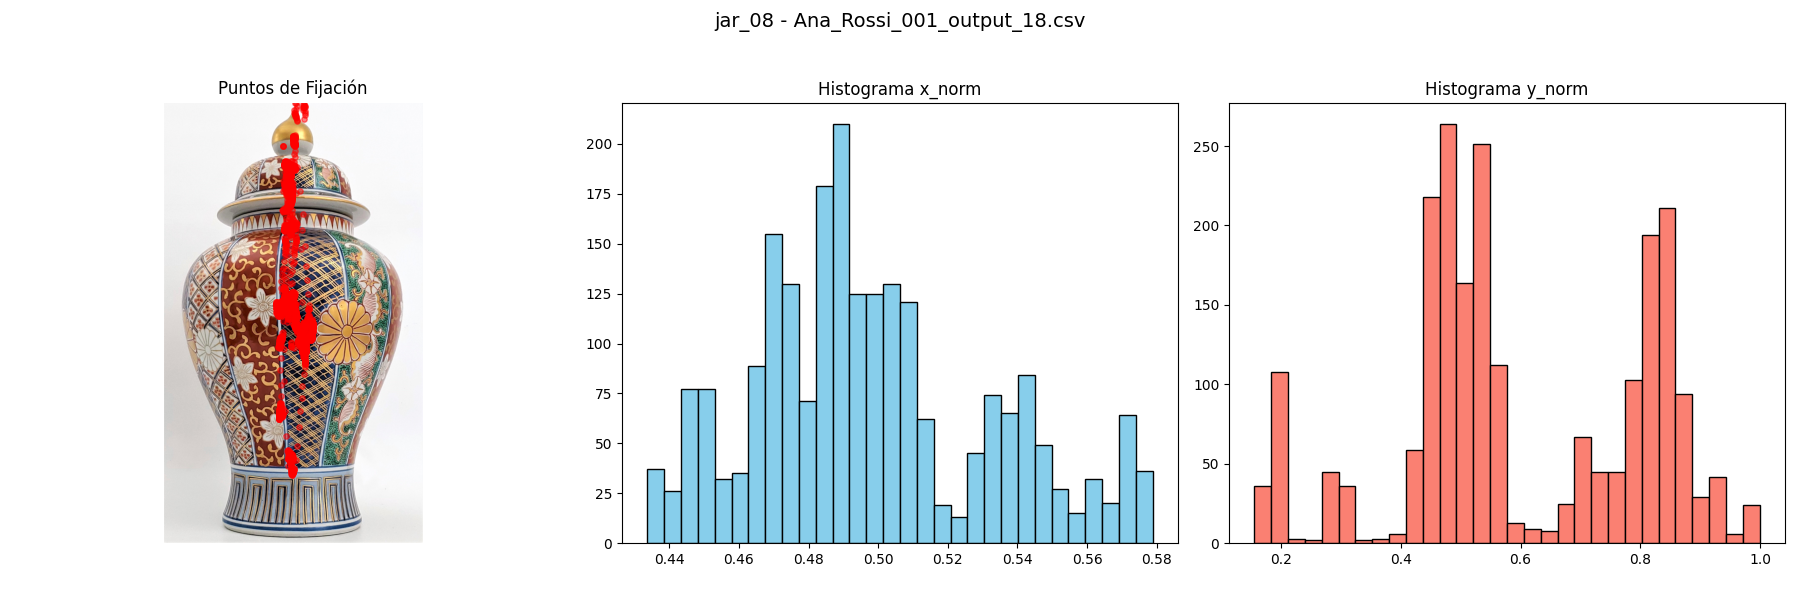 jar_08 - Ana_Rossi_001_output_18.csv
Puntos de Fijación
Histograma x_norm
0
25
50
75
100
125
150
175
200
0.44 0.46 0.48 0.50 0.52 0.54 0.56 0.58
Histograma y_norm
0
50
100
150
200
250
0.2 0.4 0.6 0.8 1.0